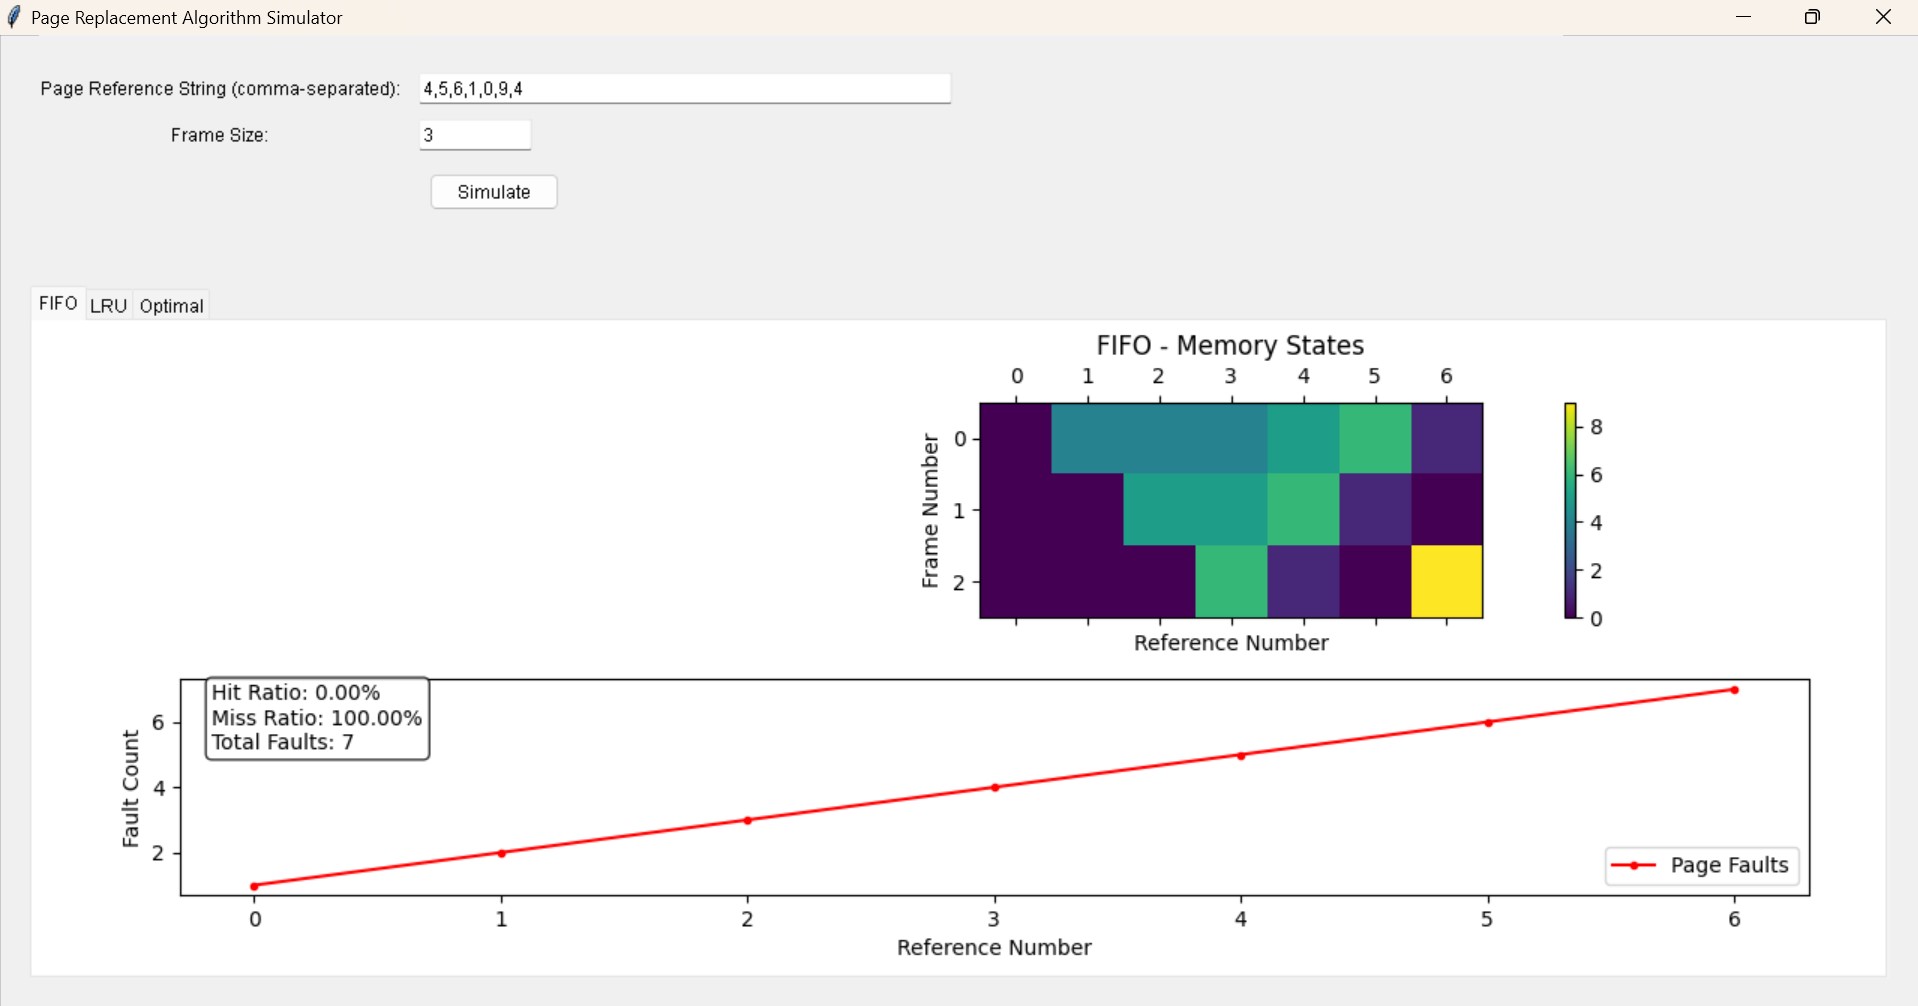 Page Replacement Algorithm Simulator
Page Reference String (comma-separated): 4,5,6,1,0,9,4
Frame Size: 3
Simulate
FIFO LRU Optimal
FIFO - Memory States
0 1 2 3 4 5 6
Frame Number
0
1
2
Reference Number
8
6
4
2
0
Hit Ratio: 0.00%
Miss Ratio: 100.00%
Total Faults: 7
Fault Count
6
4
2
Page Faults
0 1 2 3 4 5 6
Reference Number